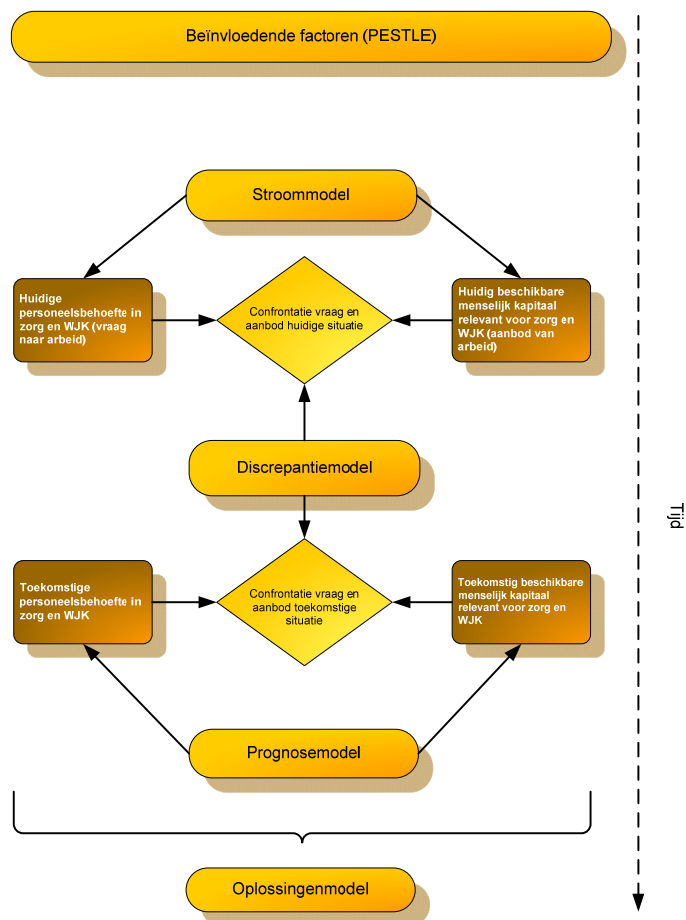 Beïnvloedende factoren (PESTLE)
Stroommodel
Huidige
personeelsbehoefte in
zorg en WJK (vraag
naar arbeid)
Confrontatie vraag en
aanbod huidige situatie
Huidig beschikbare
menselijk kapitaal
relevant voor zorg en
WJK (aanbod van
arbeid)
Discrepantiemodel
Tijd
Toekomstige
personeelsbehoefte in
zorg en WJK
Confrontatie vraag en
aanbod toekomstige
situatie
Toekomstig beschikbare
menselijk kapitaal
relevant voor zorg en
WJK
Prognosemodel
Oplossingenmodel